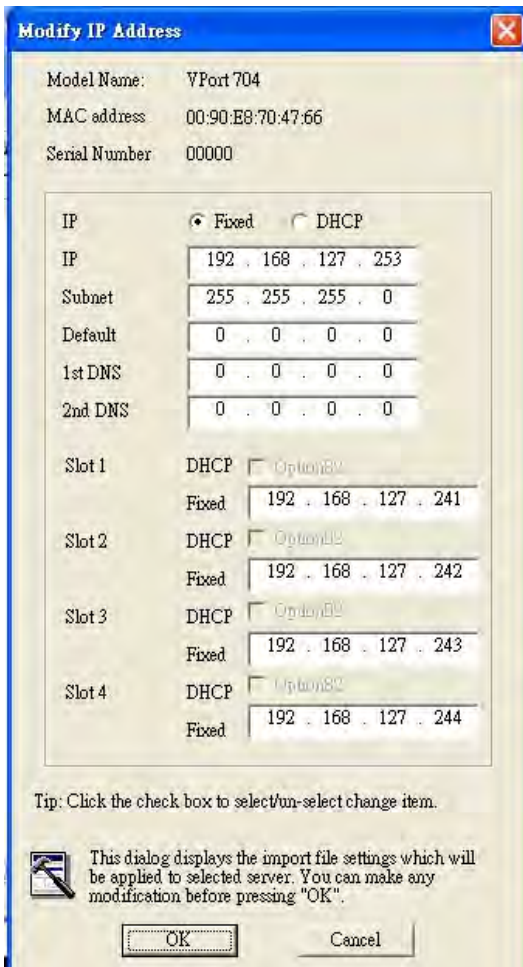 Modify IP Address
Model Name: VPort 704
MAC address 00:90:E8:70:47:66
Serial Number 00000
IP Fixed DHCP
IP 192 . 168 . 127 . 253
Subnet 255 . 255 . 255 . 0
Default 0 . 0 . 0 . 0
1st DNS 0 . 0 . 0 . 0
2nd DNS 0 . 0 . 0 . 0
Slot 1 DHCP Option82
Fixed 192 . 168 . 127 . 241
Slot 2 DHCP Option82
Fixed 192 . 168 . 127 . 242
Slot 3 DHCP Option82
Fixed 192 . 168 . 127 . 243
Slot 4 DHCP Option82
Fixed 192 . 168 . 127 . 244
Tip: Click the check box to select/un-select change item.
This dialog displays the import file settings which will
be applied to selected server. You can make any
modification before pressing "OK".
OK Cancel